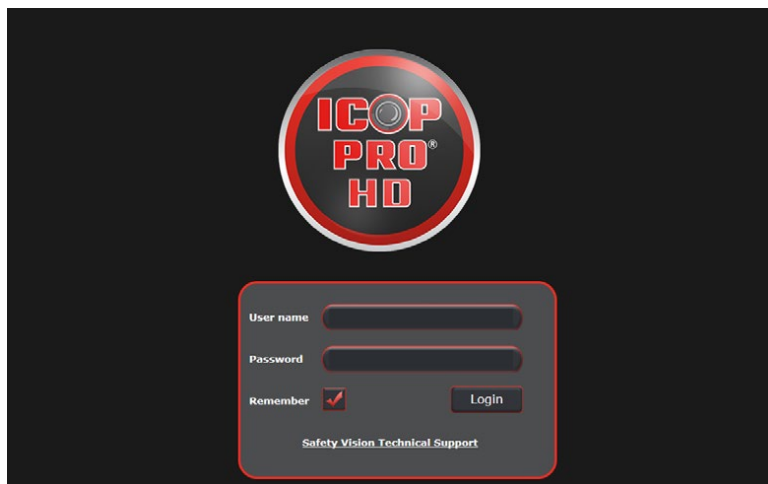 ICOP
PRO®
HD
User name
Password
Remember
Login
Safety Vision Technical Support